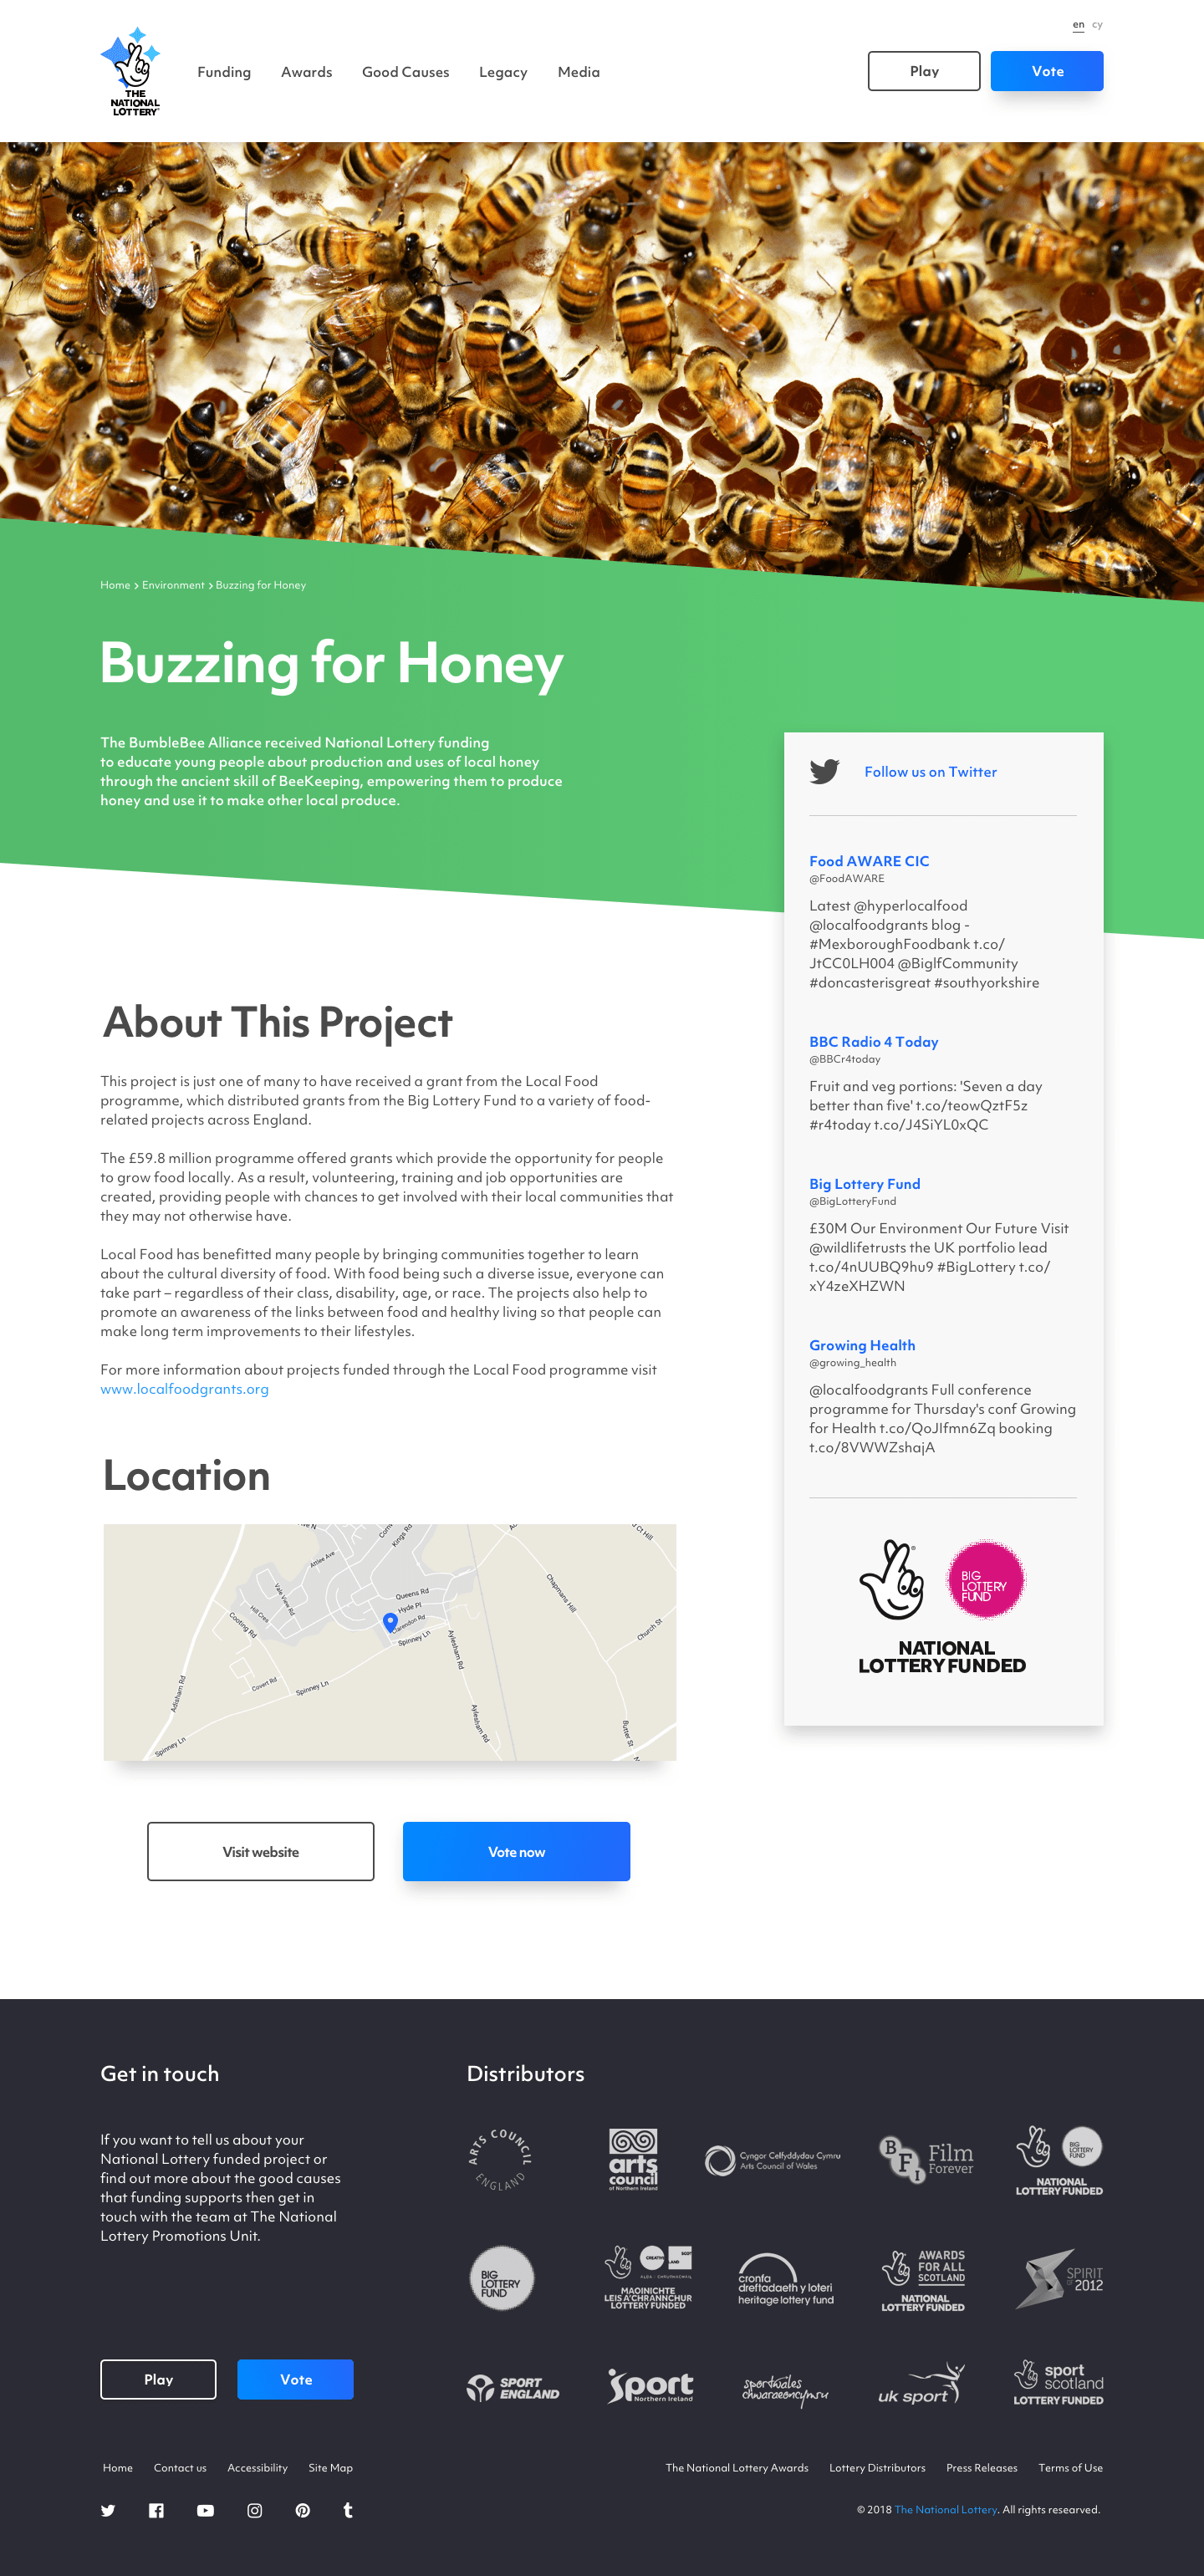 en cy
THE
NATIONAL
LOTTERY
Funding Awards Good Causes Legacy Media
Play Vote
Home > Environment > Buzzing for Honey
Buzzing for Honey
The BumbleBee Alliance received National Lottery funding
to educate young people about production and uses of local honey
through the ancient skill of BeeKeeping, empowering them to produce
honey and use it to make other local produce.
Follow us on Twitter
Food AWARE CIC
@FoodAWARE
Latest @hyperlocalfood
@localfoodgrants blog -
#MexboroughFoodbank t.co/
JtCC0LH004 @BiglfCommunity
#doncasterisgreat #southyorkshire
BBC Radio 4 Today
@BBCr4today
Fruit and veg portions: 'Seven a day
better than five' t.co/teowQztF5z
#r4today t.co/J4SiYL0xQC
Big Lottery Fund
@BigLotteryFund
£30M Our Environment Our Future Visit
@wildlifetrusts the UK portfolio lead
t.co/4nUUBQ9hu9 #BigLottery t.co/
xY4zeXHZWN
Growing Health
@growing_health
@localfoodgrants Full conference
programme for Thursday's conf Growing
for Health t.co/QoJIfmn6Zq booking
t.co/8VWWZshajA
BIG
LOTTERY
FUND
NATIONAL
LOTTERY FUNDED
About This Project
This project is just one of many to have received a grant from the Local Food
programme, which distributed grants from the Big Lottery Fund to a variety of food-
related projects across England.
The £59.8 million programme offered grants which provide the opportunity for people
to grow food locally. As a result, volunteering, training and job opportunities are
created, providing people with chances to get involved with their local communities that
they may not otherwise have.
Local Food has benefitted many people by bringing communities together to learn
about the cultural diversity of food. With food being such a diverse issue, everyone can
take part – regardless of their class, disability, age, or race. The projects also help to
promote an awareness of the links between food and healthy living so that people can
make long term improvements to their lifestyles.
For more information about projects funded through the Local Food programme visit
www.localfoodgrants.org
Location
Kings Rd
Ct Hill
Attlee Ave
Vale View Rd
Hill Cres
Cooting Rd
Queens Rd
Hyde Pl
Clarendon Rd
Spinney Ln
Chapmans Hill
Church St
Aylesham Rd
Adisham Rd
Covert Rd
Spinney Ln
Aylesham Rd
Butter St
Spinney Ln
Visit website Vote now
Get in touch
If you want to tell us about your
National Lottery funded project or
find out more about the good causes
that funding supports then get in
touch with the team at The National
Lottery Promotions Unit.
Play Vote
Distributors
ARTS COUNCIL
ENGLAND
arts
council
of Northern Ireland
Cyngor Celfyddydau Cymru
Arts Council of Wales
BFI
Film
Forever
BIG
LOTTERY
FUND
NATIONAL
LOTTERY FUNDED
BIG
LOTTERY
FUND
CREATIVE
SCOT
LAND
ALBA | CHRUTHACHAIL
MAOINICHTE
LEIS A'CHRANNCHUR
LOTTERY FUNDED
cronfa
dreftadaeth y loteri
heritage lottery fund
AWARDS
FOR ALL
SCOTLAND
NATIONAL
LOTTERY FUNDED
SPIRIT
OF 2012
SPORT
ENGLAND
Sport
Northern Ireland
sportwales
chwaraeoncymru
uk sport
sport
scotland
LOTTERY FUNDED
Home Contact us Accessibility Site Map
The National Lottery Awards Lottery Distributors Press Releases Terms of Use
© 2018 The National Lottery. All rights researved.